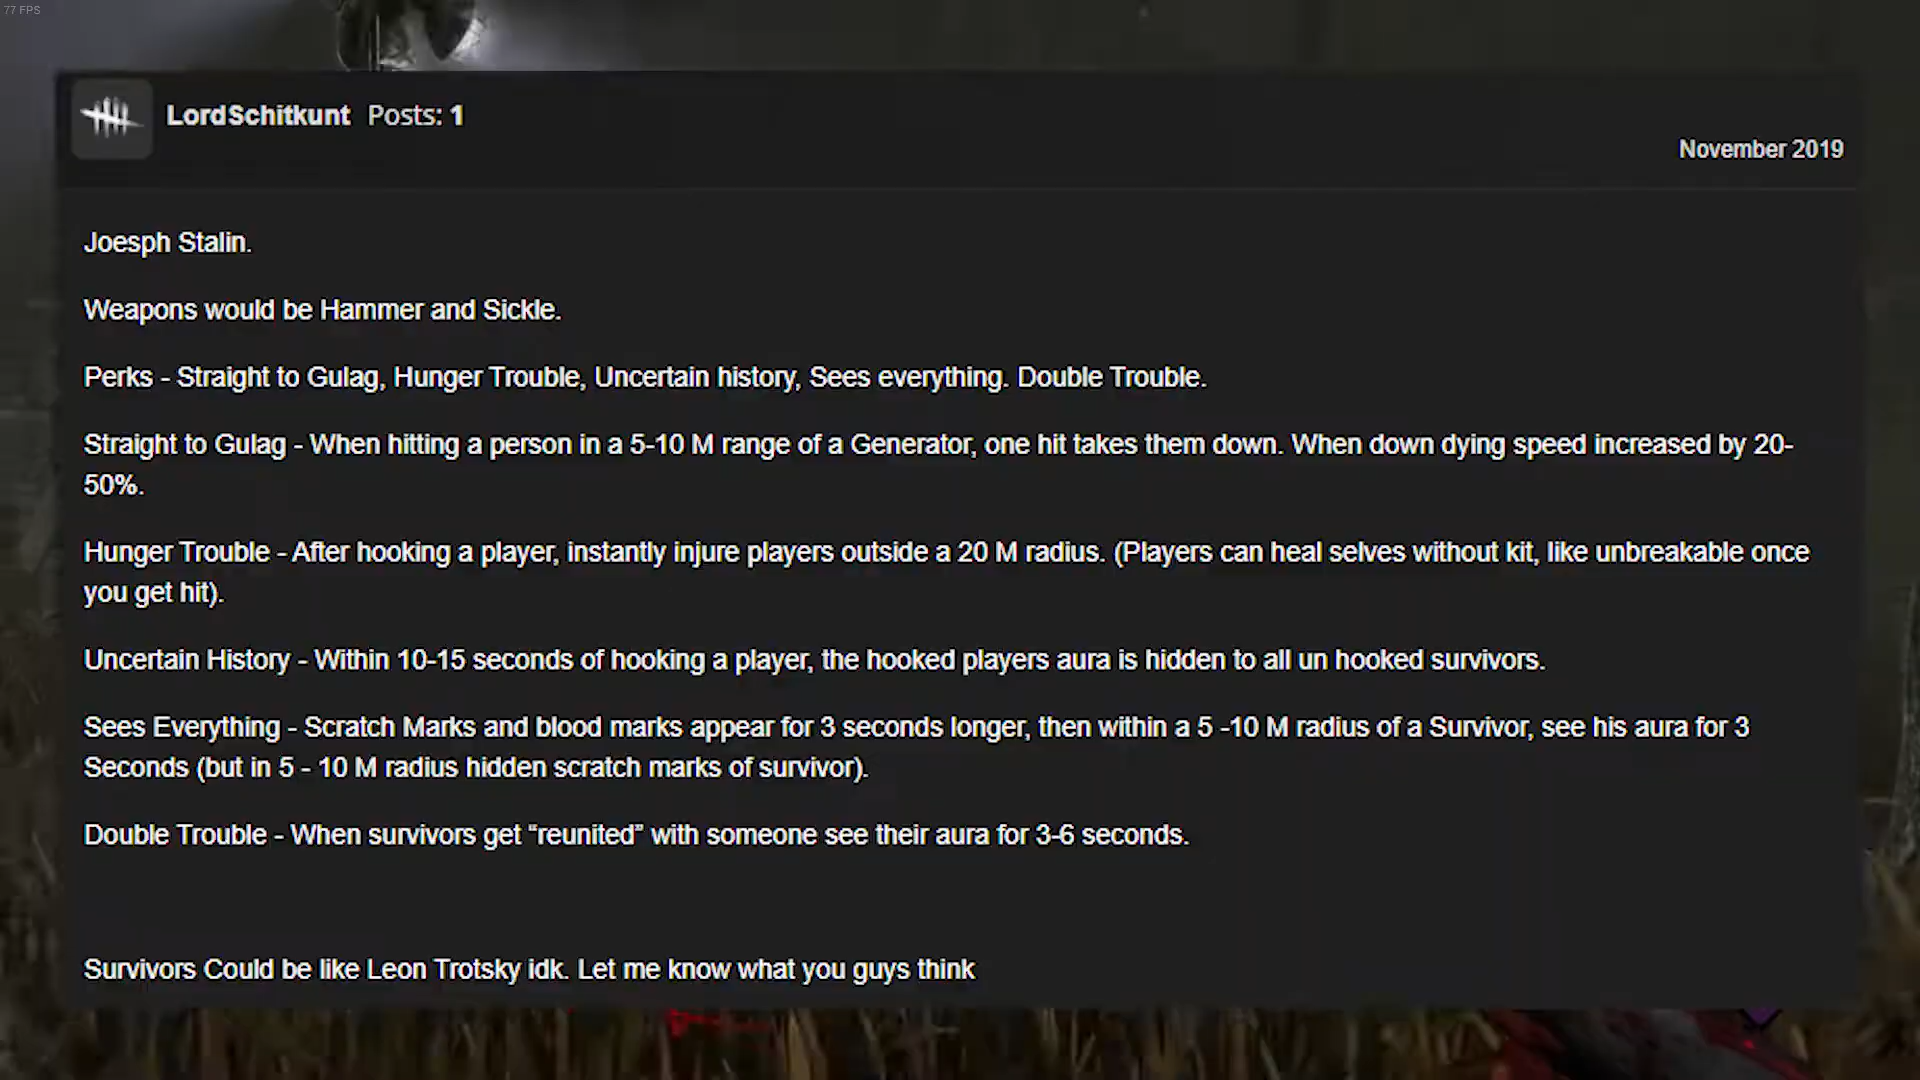 77 FPS
LordSchitkunt Posts: 1
November 2019
Joesph Stalin.
Weapons would be Hammer and Sickle.
Perks - Straight to Gulag, Hunger Trouble, Uncertain history, Sees everything. Double Trouble.
Straight to Gulag - When hitting a person in a 5-10 M range of a Generator, one hit takes them down. When down dying speed increased by 20-
50%.
Hunger Trouble - After hooking a player, instantly injure players outside a 20 M radius. (Players can heal selves without kit, like unbreakable once
you get hit).
Uncertain History - Within 10-15 seconds of hooking a player, the hooked players aura is hidden to all un hooked survivors.
Sees Everything - Scratch Marks and blood marks appear for 3 seconds longer, then within a 5 -10 M radius of a Survivor, see his aura for 3
Seconds (but in 5 - 10 M radius hidden scratch marks of survivor).
Double Trouble - When survivors get “reunited” with someone see their aura for 3-6 seconds.
Survivors Could be like Leon Trotsky idk. Let me know what you guys think